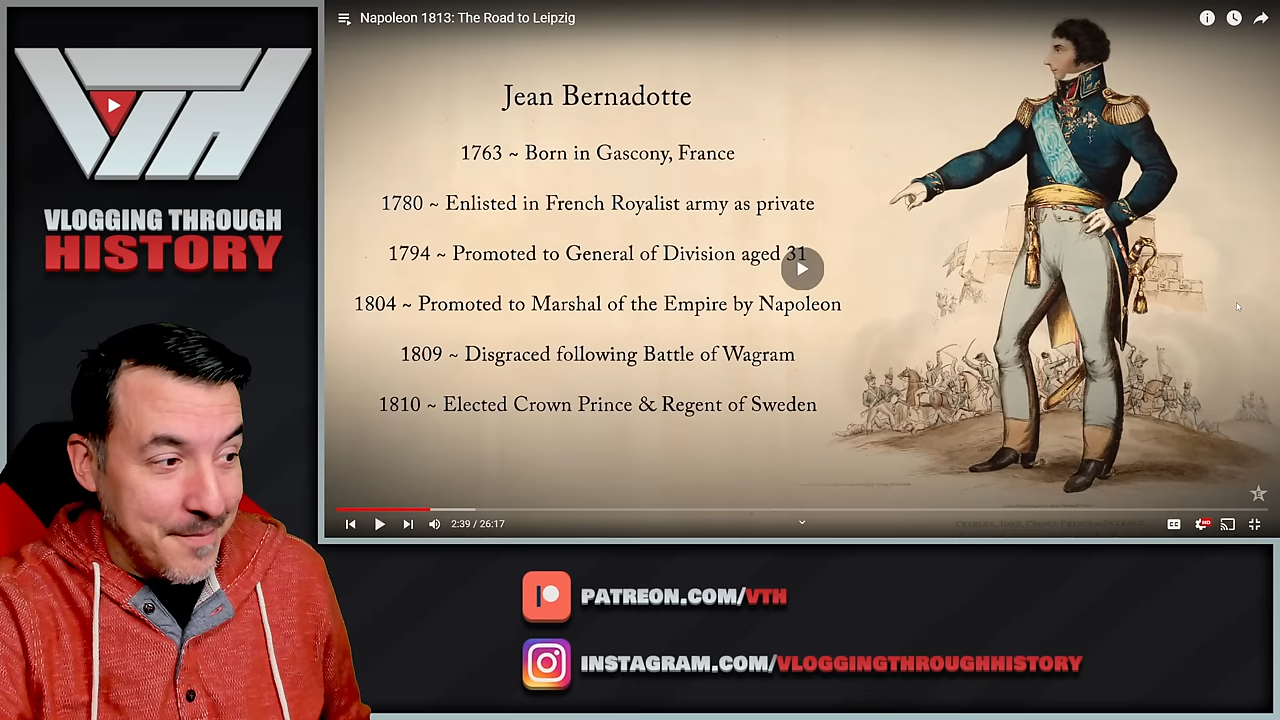 VTH
VLOGGING THROUGH
HISTORY
Napoleon 1813: The Road to Leipzig
Jean Bernadotte
1763 ~ Born in Gascony, France
1780 ~ Enlisted in French Royalist army as private
1794 ~ Promoted to General of Division aged 31
1804 ~ Promoted to Marshal of the Empire by Napoleon
1809 ~ Disgraced following Battle of Wagram
1810 ~ Elected Crown Prince & Regent of Sweden
2:39 / 26:17
CC
HD
PATREON.COM/VTH
INSTAGRAM.COM/VLOGGINGTHROUGHHISTORY